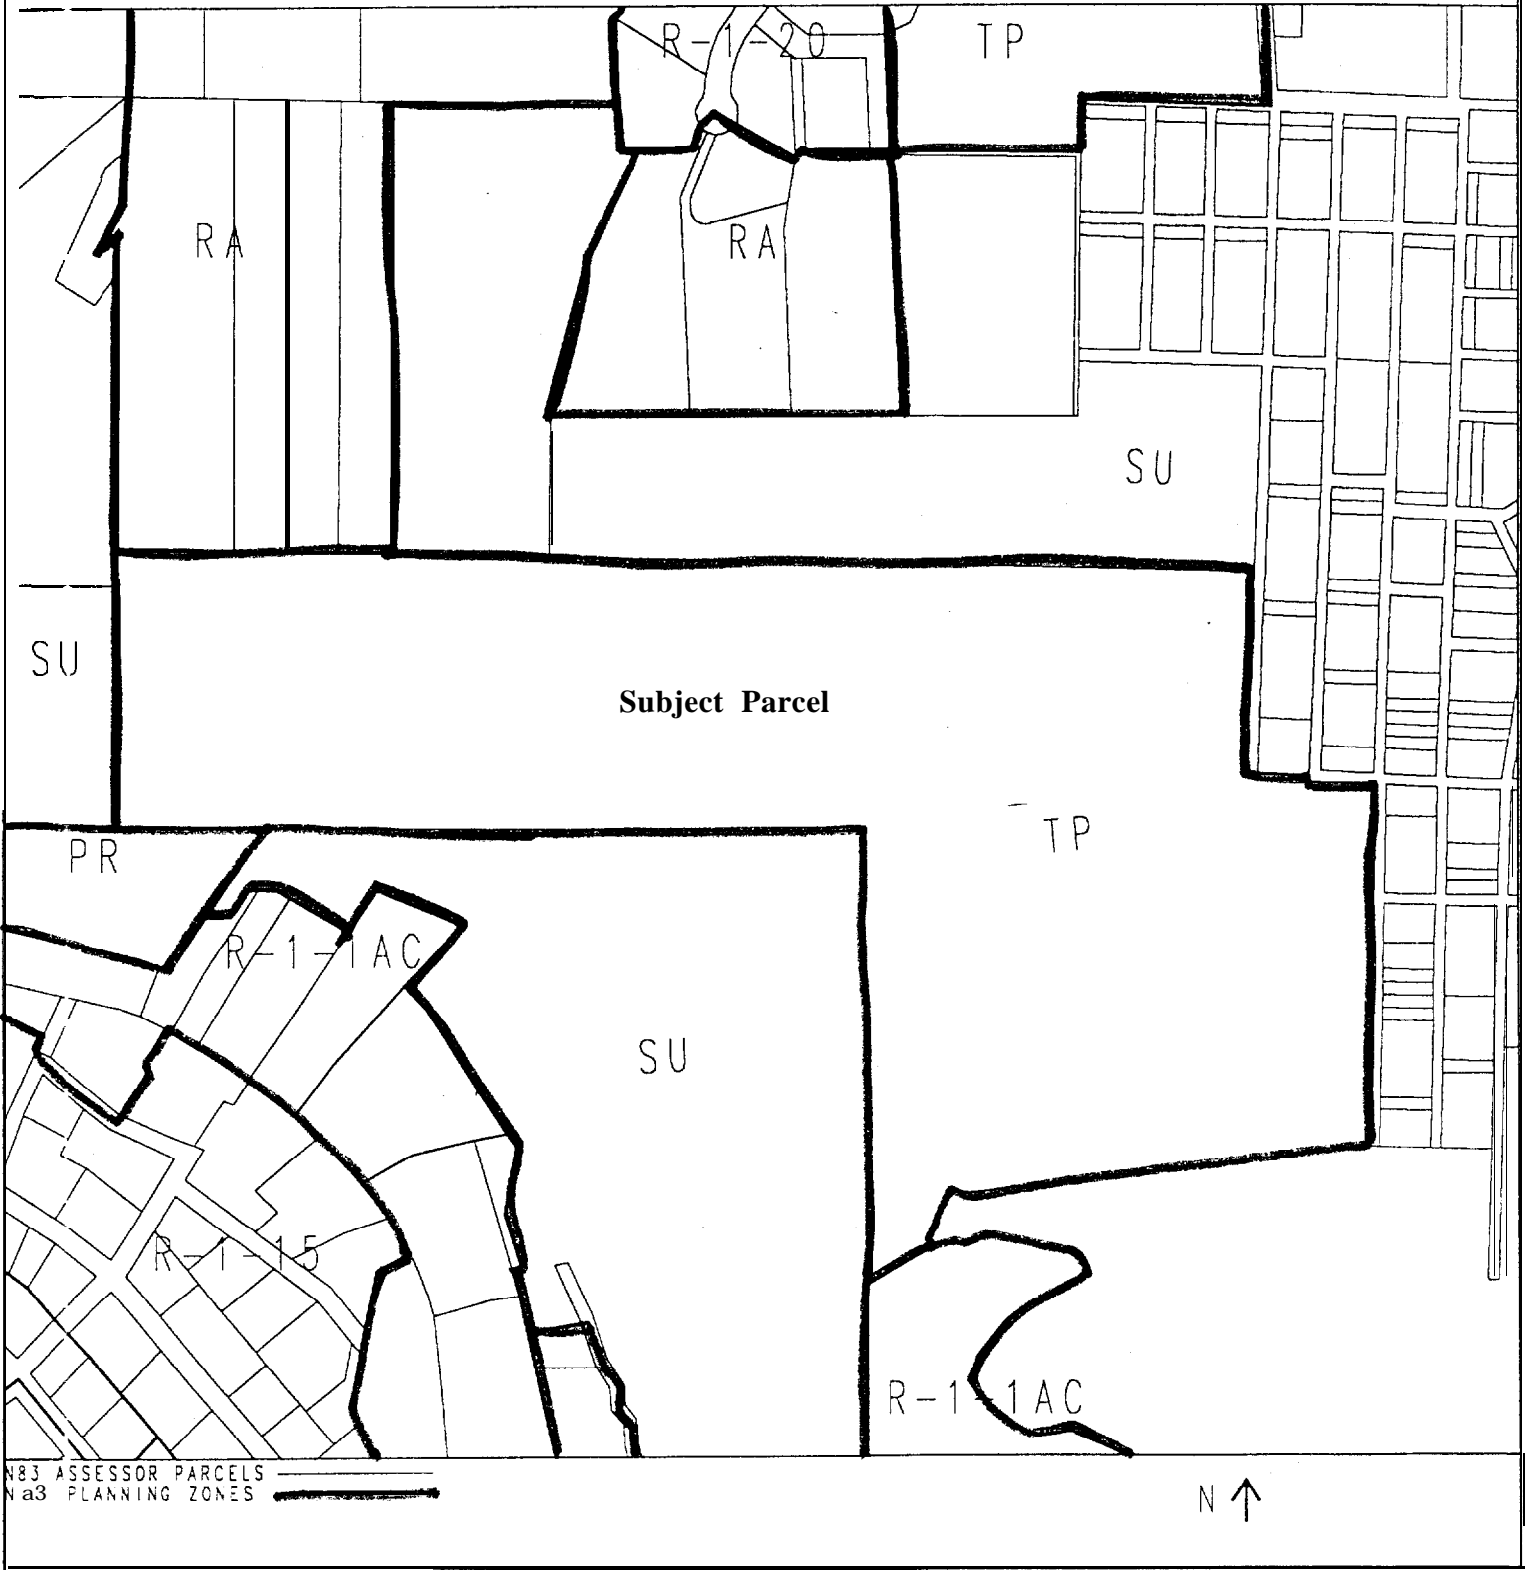 R-1-20
TP
RA
RA
SU
SU
Subject Parcel
TP
PR
R-1-1AC
SU
R-1-15
R-1-1AC
N83 ASSESSOR PARCELS
N a3 PLANNING ZONES
N